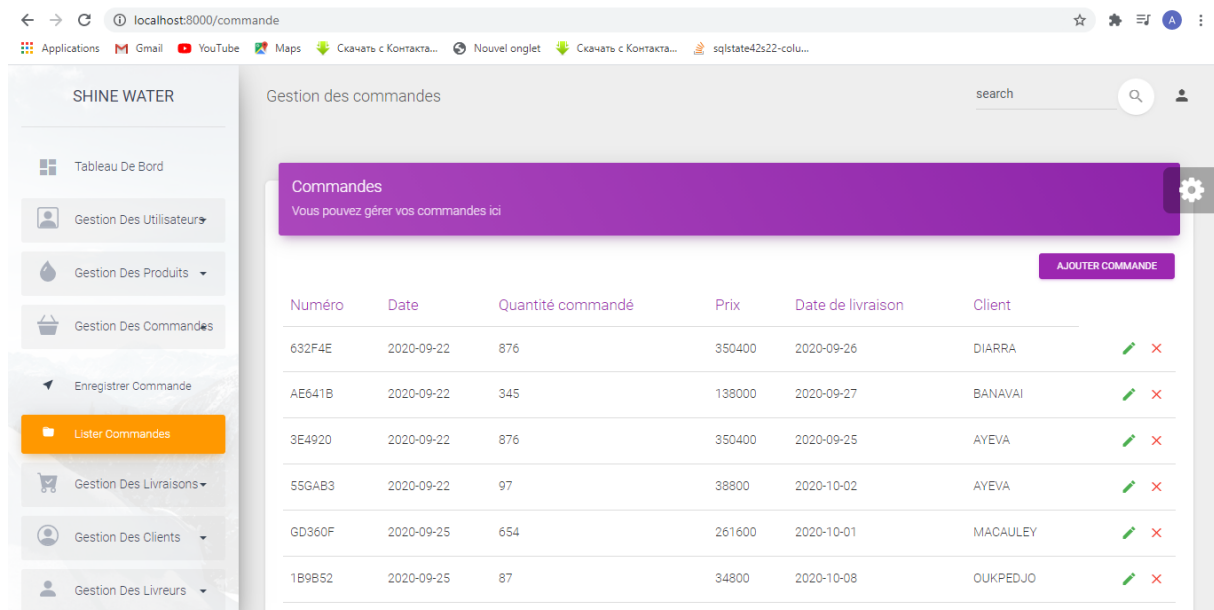 localhost:8000/commande
A
Applications Gmail YouTube Maps Скачать с Контакта... Nouvel onglet Скачать с Контакта... sqlstate42s22-colu...
SHINE WATER
Gestion des commandes
search
Tableau De Bord
Gestion Des Utilisateurs
Gestion Des Produits
Gestion Des Commandes
Enregistrer Commande
Lister Commandes
Gestion Des Livraisons
Gestion Des Clients
Gestion Des Livreurs
Commandes
Vous pouvez gérer vos commandes ici
AJOUTER COMMANDE
Numéro Date Quantité commandé Prix Date de livraison Client
632F4E 2020-09-22 876 350400 2020-09-26 DIARRA
AE641B 2020-09-22 345 138000 2020-09-27 BANAVAI
3E4920 2020-09-22 876 350400 2020-09-25 AYEVA
55GAB3 2020-09-22 97 38800 2020-10-02 AYEVA
GD360F 2020-09-25 654 261600 2020-10-01 MACAULEY
1B9B52 2020-09-25 87 34800 2020-10-08 OUKPEDJO